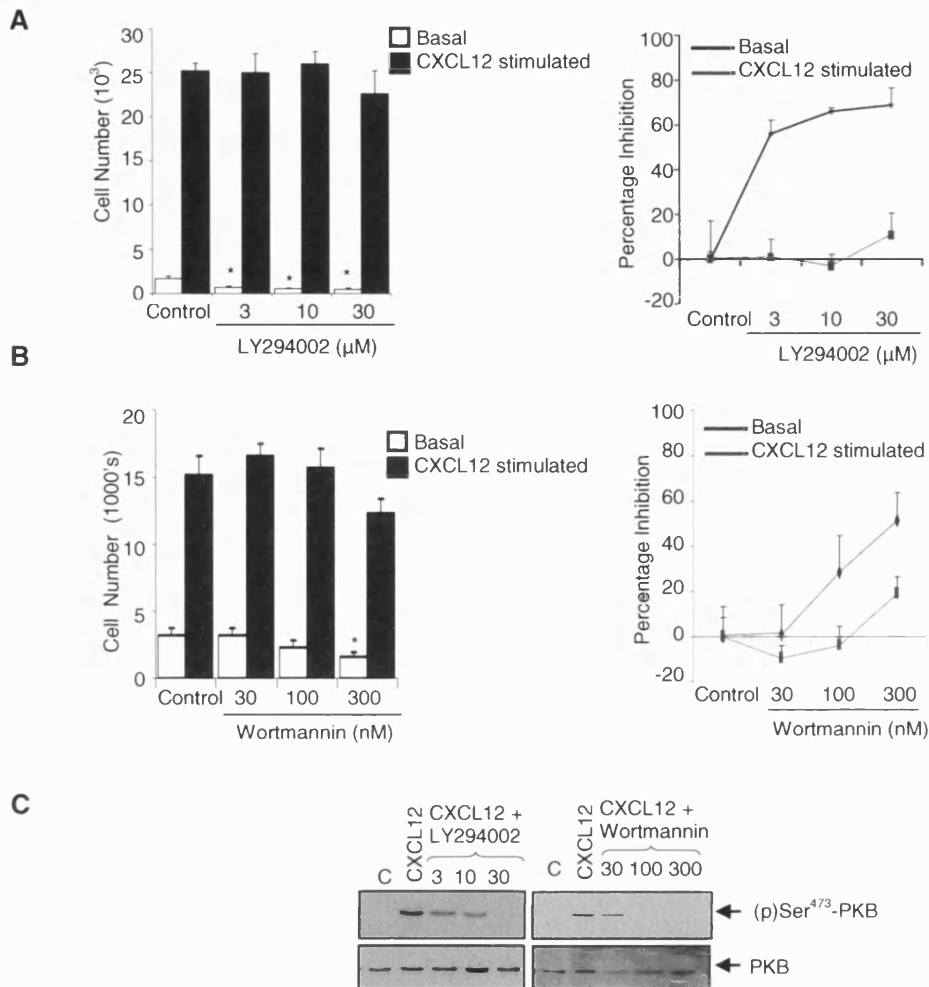 A
Cell Number (10³)
30
25
20
15
10
5
0
Basal
CXCL12 stimulated
*
*
*
Control
3
10
30
LY294002 (µM)
Percentage Inhibition
100
80
60
40
20
0
-20
Basal
CXCL12 stimulated
Control
3
10
30
LY294002 (µM)
B
Cell Number (1000's)
20
15
10
5
0
Basal
CXCL12 stimulated
*
Control
30
100
300
Wortmannin (nM)
Percentage Inhibition
100
80
60
40
20
0
-20
Basal
CXCL12 stimulated
Control
30
100
300
Wortmannin (nM)
C
C
CXCL12
CXCL12 +
LY294002
3 10 30
C
CXCL12
CXCL12 +
Wortmannin
30 100 300
(p)Ser⁴⁷³-PKB
PKB